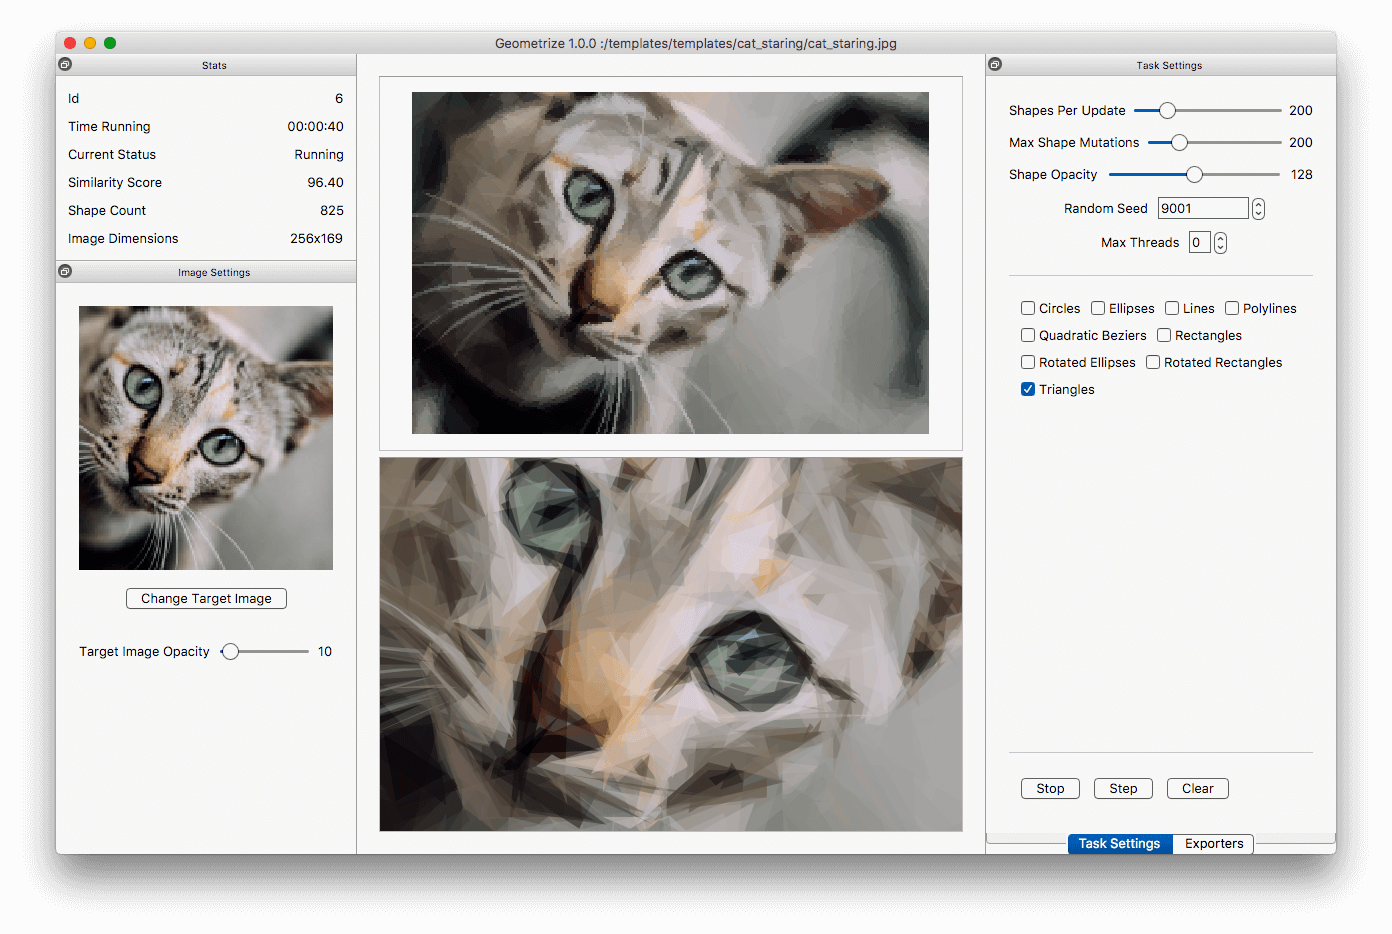 Geometrize 1.0.0 :/templates/templates/cat_staring/cat_staring.jpg
Stats
Id 6
Time Running 00:00:40
Current Status Running
Similarity Score 96.40
Shape Count 825
Image Dimensions 256x169
Image Settings
Change Target Image
Target Image Opacity 10
Task Settings
Shapes Per Update 200
Max Shape Mutations 200
Shape Opacity 128
Random Seed 9001
Max Threads 0
Circles Ellipses Lines Polylines
Quadratic Beziers Rectangles
Rotated Ellipses Rotated Rectangles
Triangles
Stop Step Clear
Task Settings Exporters